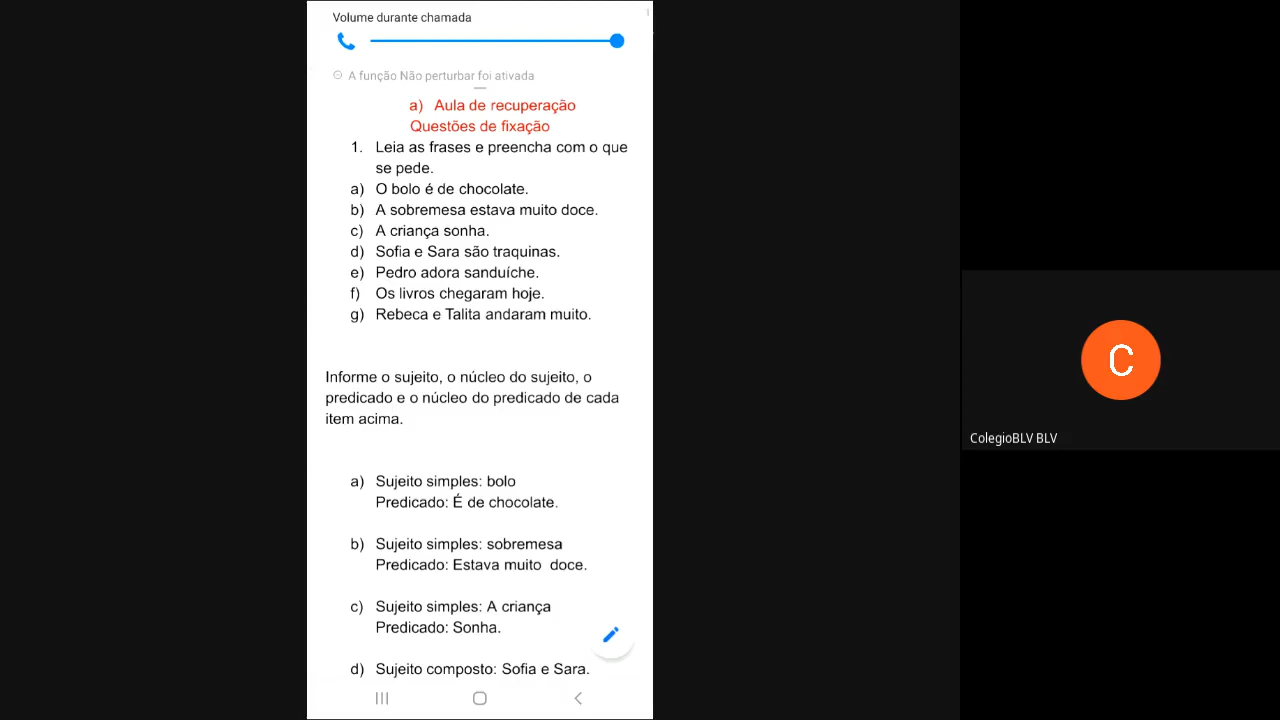 Volume durante chamada
A função Não perturbar foi ativada
a) Aula de recuperação
Questões de fixação
1. Leia as frases e preencha com o que
se pede.
a) O bolo é de chocolate.
b) A sobremesa estava muito doce.
c) A criança sonha.
d) Sofia e Sara são traquinas.
e) Pedro adora sanduíche.
f) Os livros chegaram hoje.
g) Rebeca e Talita andaram muito.
Informe o sujeito, o núcleo do sujeito, o
predicado e o núcleo do predicado de cada
item acima.
a) Sujeito simples: bolo
Predicado: É de chocolate.
b) Sujeito simples: sobremesa
Predicado: Estava muito  doce.
c) Sujeito simples: A criança
Predicado: Sonha.
d) Sujeito composto: Sofia e Sara.
C
ColegioBLV BLV